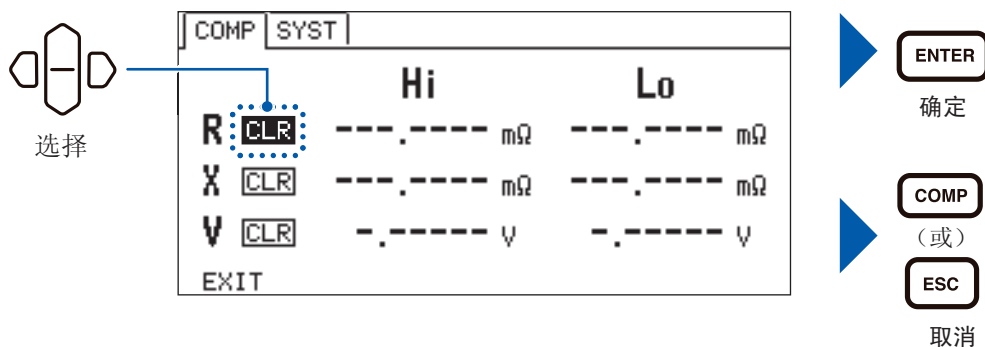 COMP SYST
Hi Lo
R CLR ---.---- mΩ ---.---- mΩ
X CLR ---.---- mΩ ---.---- mΩ
V CLR -.----- V -.----- V
EXIT
选择
ENTER
确定
COMP
（或）
ESC
取消